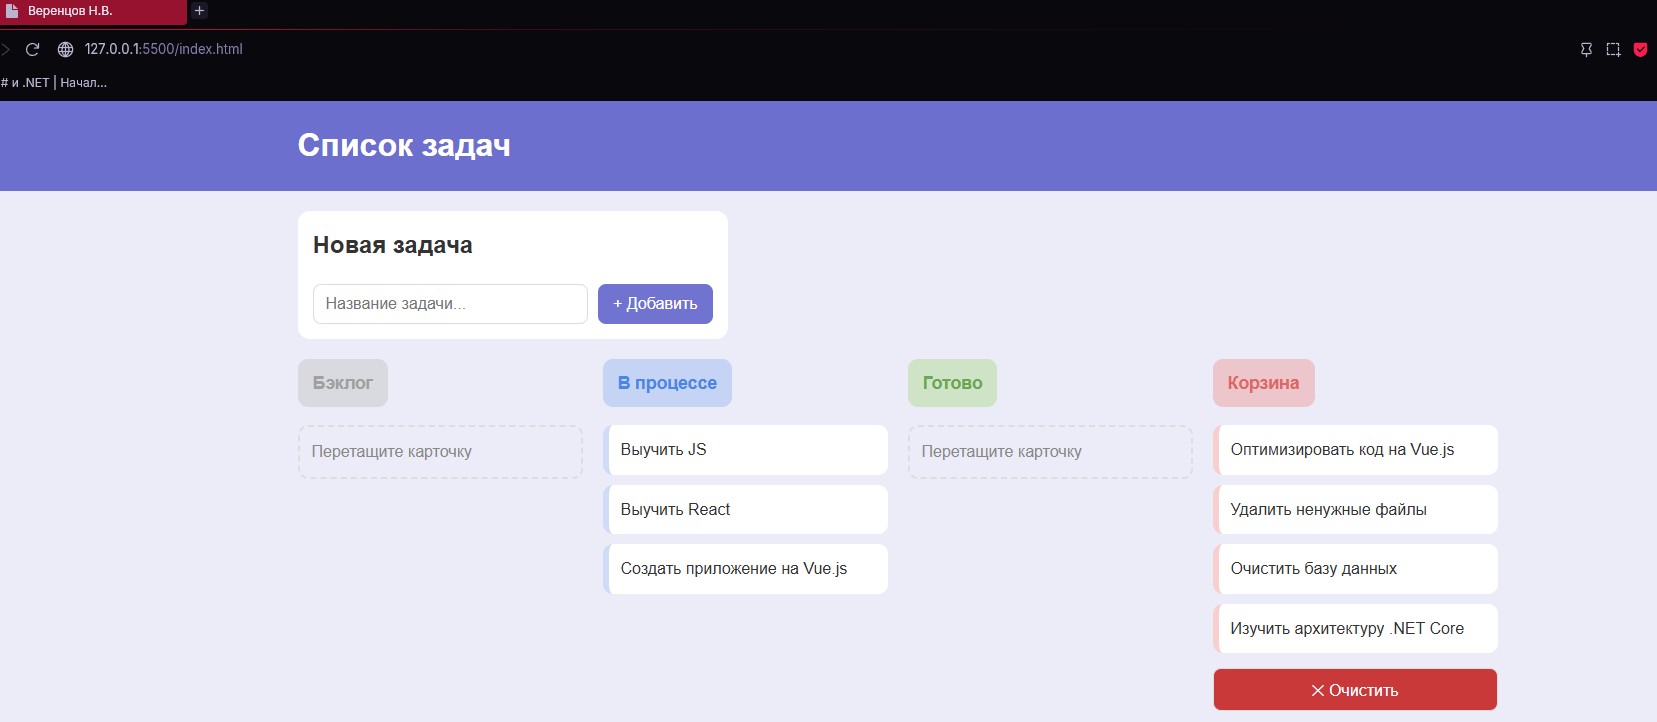 Веренцов Н.В.
127.0.0.1:5500/index.html
# и .NET | Начал...
Список задач
Новая задача
Название задачи...
+ Добавить
Бэклог
Перетащите карточку
В процессе
Выучить JS
Выучить React
Создать приложение на Vue.js
Готово
Перетащите карточку
Корзина
Оптимизировать код на Vue.js
Удалить ненужные файлы
Очистить базу данных
Изучить архитектуру .NET Core
Очистить